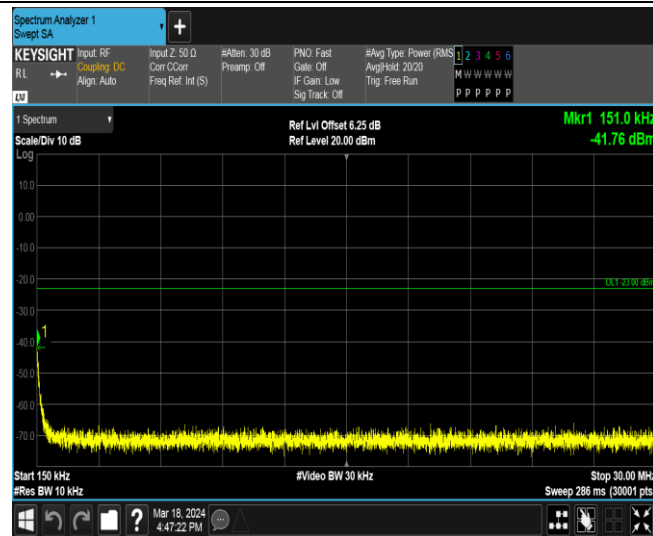 Spectrum Analyzer 1
Swept SA
+
KEYSIGHT
RL
LXI
Input: RF
Coupling: DC
Align: Auto
Input Z: 50 Ω
Corr CCorr
Freq Ref: Int (S)
#Atten: 30 dB
Preamp: Off
PNO: Fast
Gate: Off
IF Gain: Low
Sig Track: Off
#Avg Type: Power (RMS
Avg|Hold: 20/20
Trig: Free Run
1 2 3 4 5 6
M W W W W W
P P P P P P
1 Spectrum
Scale/Div 10 dB
Ref Lvl Offset 6.25 dB
Ref Level 20.00 dBm
Mkr1 151.0 kHz
-41.76 dBm
Log
10.0
0.00
-10.0
-20.0
DL1 -23.00 dBm
-30.0
1
-40.0
-50.0
-60.0
-70.0
Start 150 kHz
#Res BW 10 kHz
#Video BW 30 kHz
Stop 30.00 MHz
Sweep 286 ms (30001 pts
?
Mar 18, 2024
4:47:22 PM